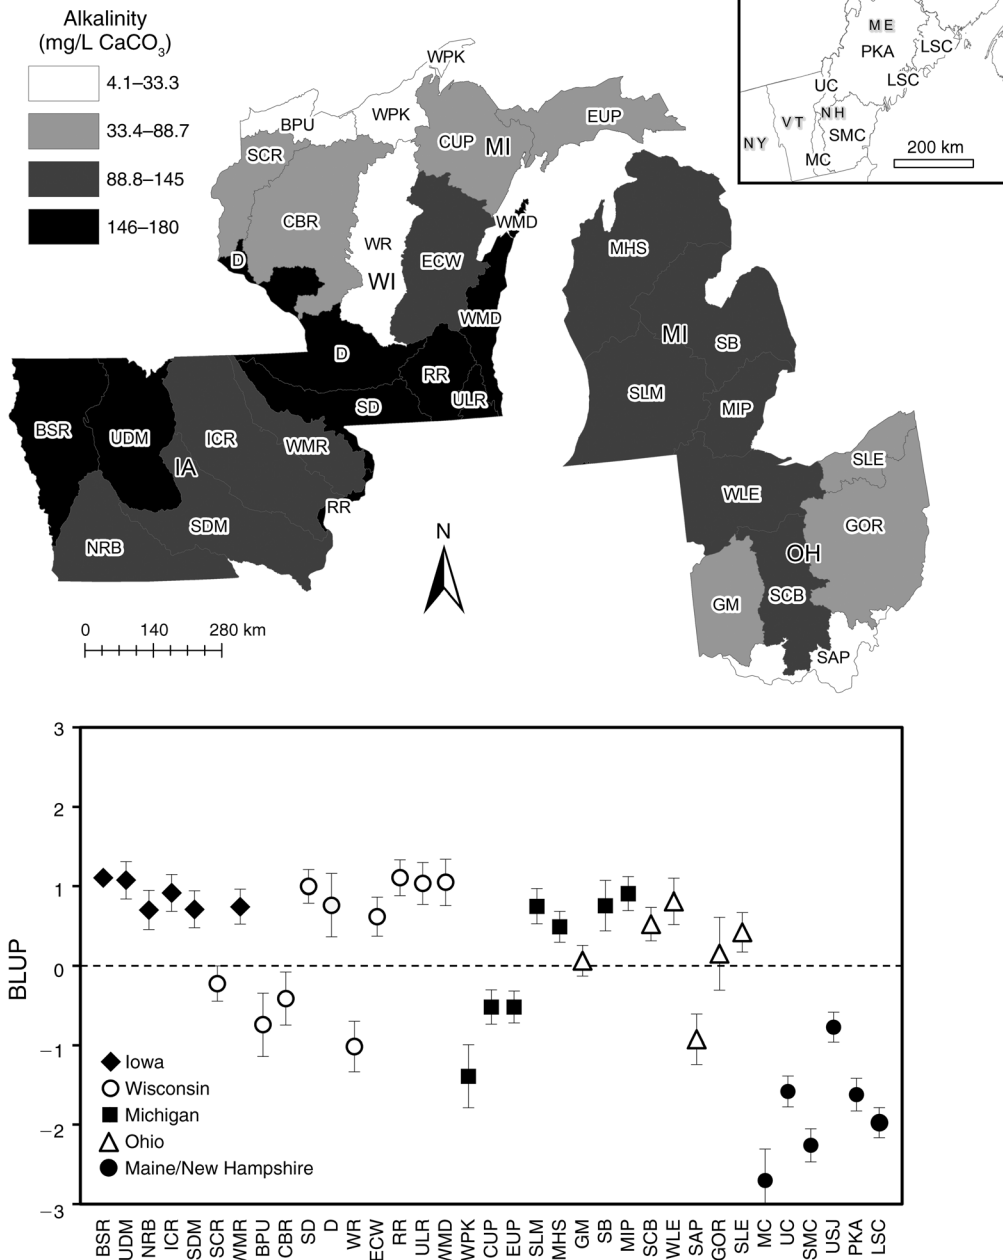 Alkalinity
(mg/L CaCO3)
4.1–33.3
33.4–88.7
88.8–145
146–180
WPK
WPK
BPU
SCR
CUP
MI
EUP
CBR
D
WR
WI
ECW
WMD
WMD
D
RR
ULR
SD
MHS
MI
SB
SLM
MIP
BSR
UDM
ICR
IA
WMR
RR
SDM
NRB
WLE
SLE
GOR
OH
GM
SCB
SAP
ME
PKA
LSC
LSC
UC
VT
NH
NY
SMC
MC
200 km
N
0 140 280 km
3
2
1
0
−1
−2
−3
BLUP
Iowa
Wisconsin
Michigan
Ohio
Maine/New Hampshire
BSR
UDM
NRB
ICR
SDM
SCR
WMR
BPU
CBR
SD
D
WR
ECW
RR
ULR
WMD
WPK
CUP
EUP
SLM
MHS
GM
SB
MIP
SCB
WLE
SAP
GOR
SLE
MC
UC
SMC
USJ
PKA
LSC